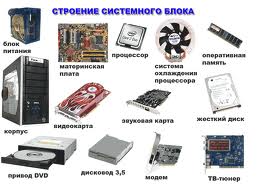 СТРОЕНИЕ СИСТЕМНОГО БЛОКА
блок
питания
материнская
плата
процессор
система
охлаждения
процессора
оперативная
память
корпус
видеокарта
звуковая карта
жесткий диск
привод DVD
дисковод 3,5
модем
ТВ-тюнер